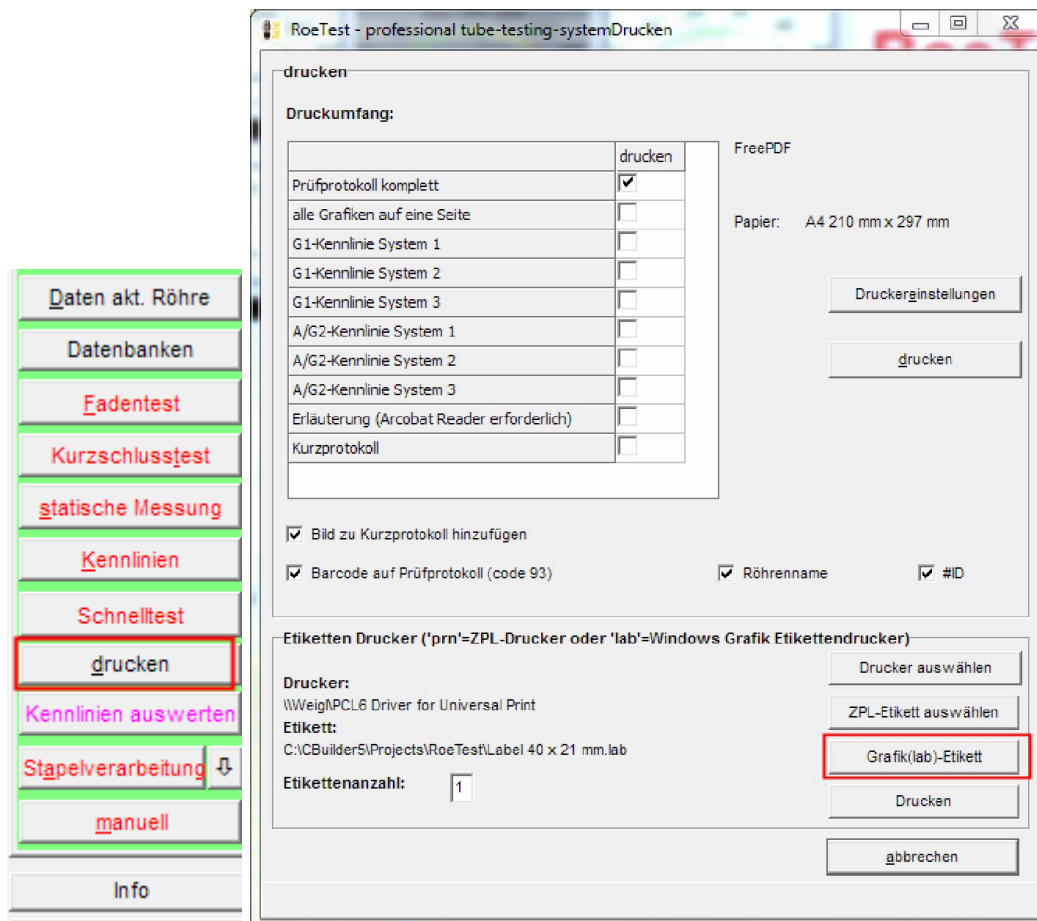 Daten akt. Röhre
Datenbanken
Fadentest
Kurzschlusstest
statische Messung
Kennlinien
Schnelltest
drucken
Kennlinien auswerten
Stapelverarbeitung
manuell
Info
RoeTest - professional tube-testing-systemDrucken
drucken
Druckumfang:
drucken
Prüfprotokoll komplett
alle Grafiken auf eine Seite
G1-Kennlinie System 1
G1-Kennlinie System 2
G1-Kennlinie System 3
A/G2-Kennlinie System 1
A/G2-Kennlinie System 2
A/G2-Kennlinie System 3
Erläuterung (Arcobat Reader erforderlich)
Kurzprotokoll
FreePDF
Papier: A4 210 mm x 297 mm
Druckereinstellungen
drucken
Bild zu Kurzprotokoll hinzufügen
Barcode auf Prüfprotokoll (code 93) Röhrenname #ID
Etiketten Drucker ('prn'=ZPL-Drucker oder 'lab'=Windows Grafik Etikettendrucker)
Drucker:
\\Weigl\PCL6 Driver for Universal Print
Etikett:
C:\CBuilder5\Projects\RoeTest\Label 40 x 21 mm.lab
Etikettenanzahl: 1
Drucker auswählen
ZPL-Etikett auswählen
Grafik(lab)-Etikett
Drucken
abbrechen